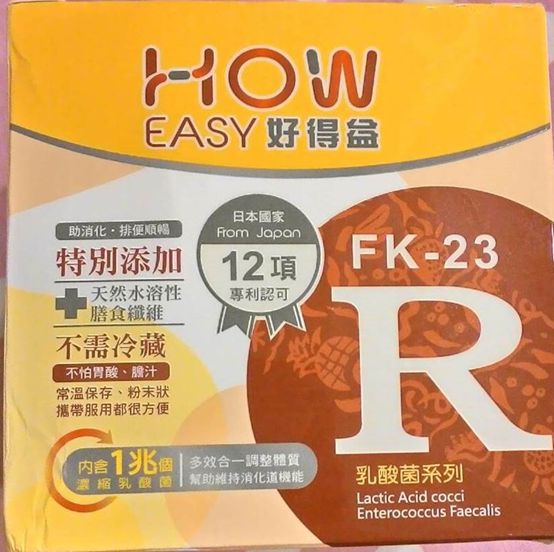 HOW
EASY 好得益
助消化·排便順暢
特別添加
天然水溶性
膳食纖維
不需冷藏
不怕胃酸、膽汁
常溫保存、粉末狀
攜帶服用都很方便
日本國家
From Japan
12項
專利認可
FK-23
R
內含1兆個
濃縮乳酸菌
多效合一調整體質
幫助維持消化道機能
乳酸菌系列
Lactic Acid cocci
Enterococcus Faecalis